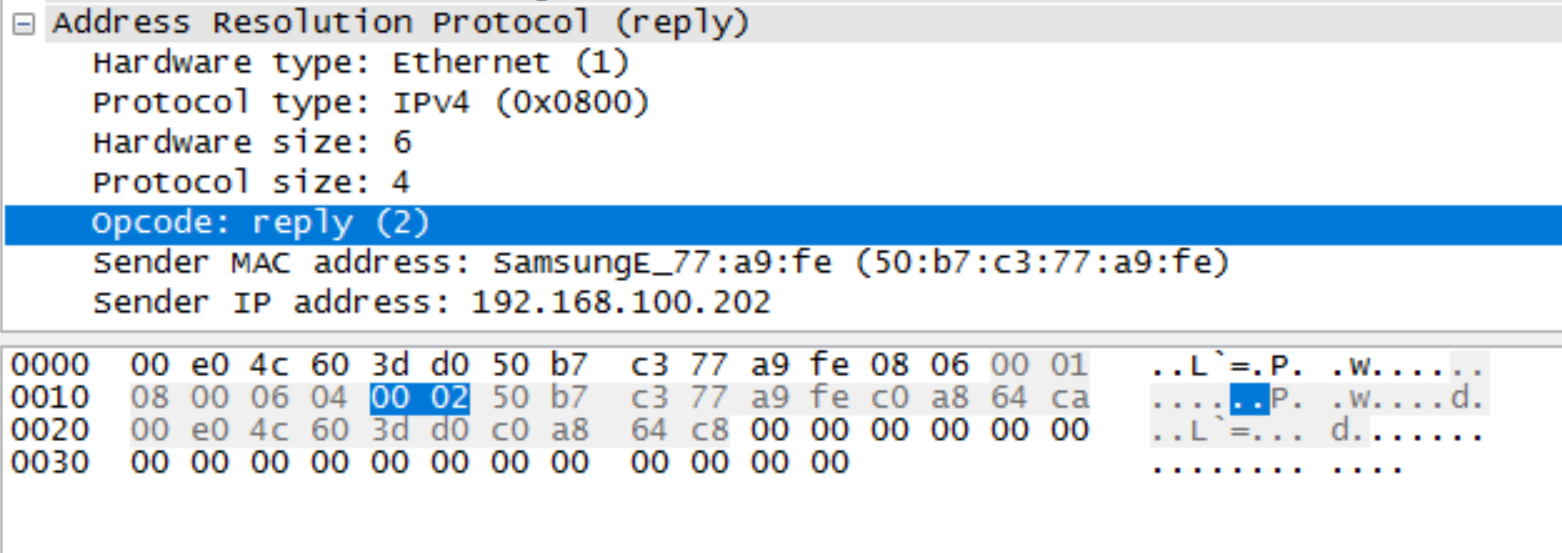 Address Resolution Protocol (reply)
Hardware type: Ethernet (1)
Protocol type: IPv4 (0x0800)
Hardware size: 6
Protocol size: 4
Opcode: reply (2)
Sender MAC address: SamsungE_77:a9:fe (50:b7:c3:77:a9:fe)
Sender IP address: 192.168.100.202
0000 00 e0 4c 60 3d d0 50 b7 c3 77 a9 fe 08 06 00 01 ..L`=.P. .w......
0010 08 00 06 04 00 02 50 b7 c3 77 a9 fe c0 a8 64 ca ......P. .w....d.
0020 00 e0 4c 60 3d d0 c0 a8 64 c8 00 00 00 00 00 00 ..L`=... d.......
0030 00 00 00 00 00 00 00 00 00 00 00 00 ........ ....